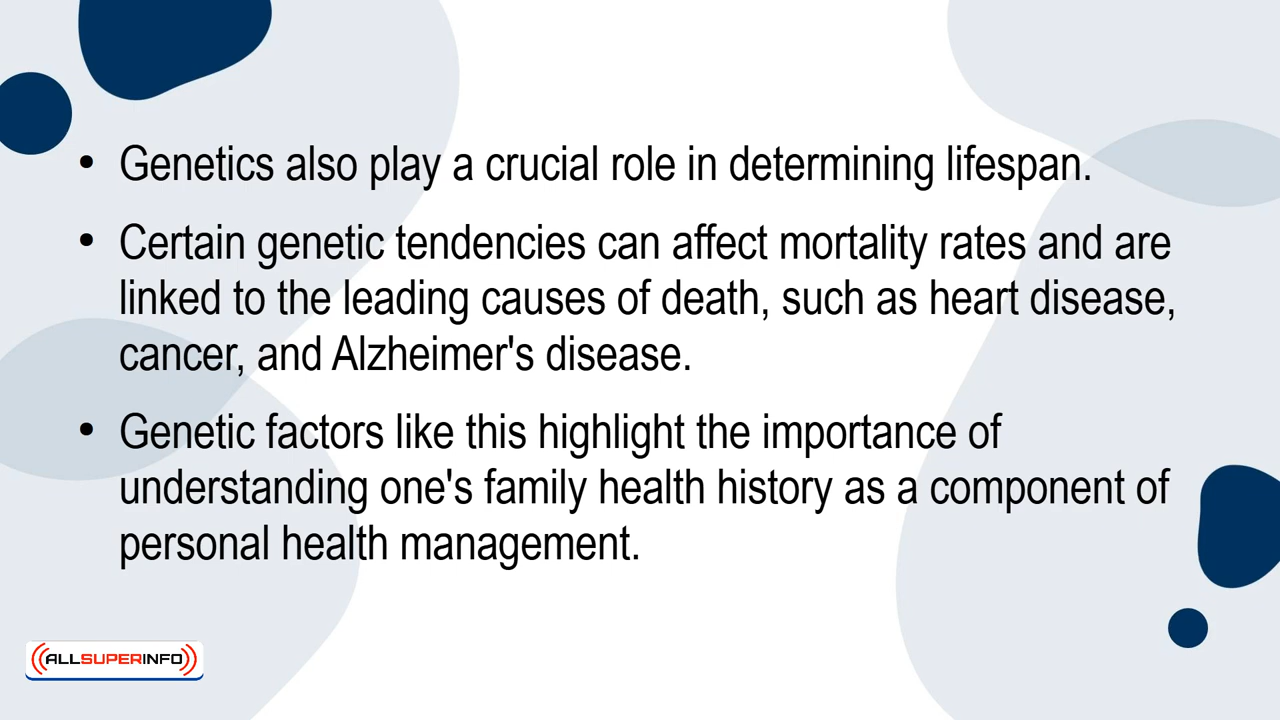 • Genetics also play a crucial role in determining lifespan.
• Certain genetic tendencies can affect mortality rates and are
linked to the leading causes of death, such as heart disease,
cancer, and Alzheimer's disease.
• Genetic factors like this highlight the importance of
understanding one's family health history as a component of
personal health management.
ALLSUPERINFO